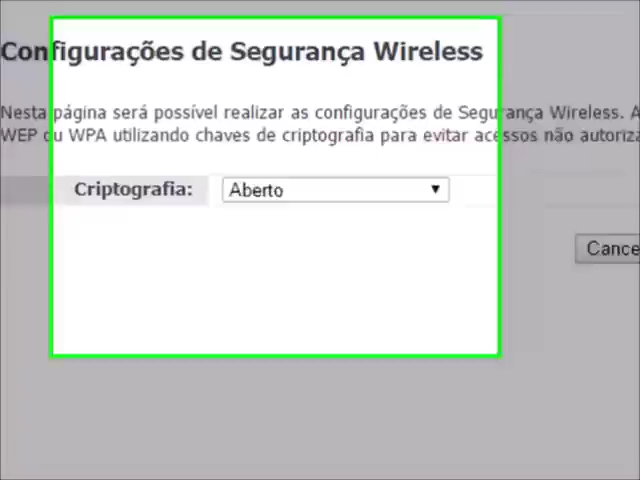 Configurações de Segurança Wireless
Nesta página será possível realizar as configurações de Segurança Wireless. A
WEP ou WPA utilizando chaves de criptografia para evitar acessos não autoriza
Criptografia: Aberto
Cance